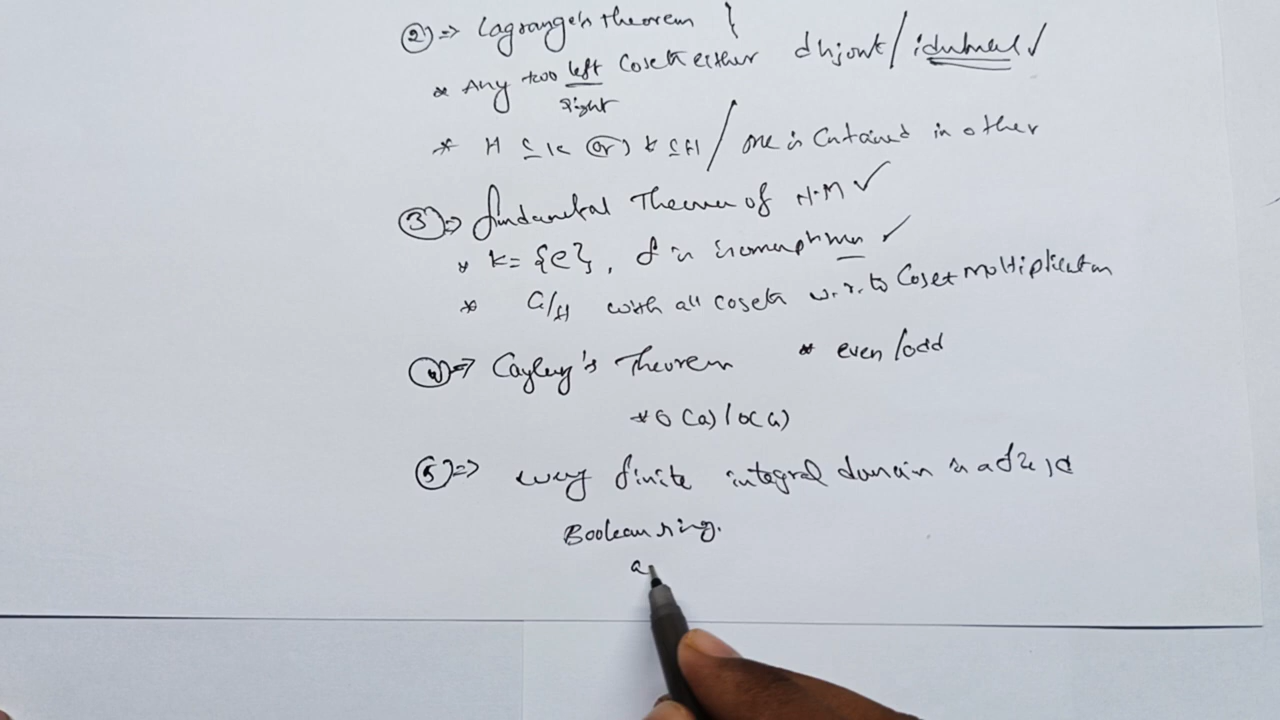 ② ⇒ Lagrange's theorem {
* Any two left Cosets either disjoint / identical ✓
right
* H ⊆ K (or) K ⊆ H / one is Contained in other
③ ⇒ fundamental Theorem of H.M ✓
* K = {e}, f is isomorphism ✓
* G/H with all cosets w.r.to Coset multiplication
④ ⇒ Cayley's Theorem * even/odd
* O(a) / O(G)
⑤ ⇒ every finite integral domain is a field
Boolean ring.
a